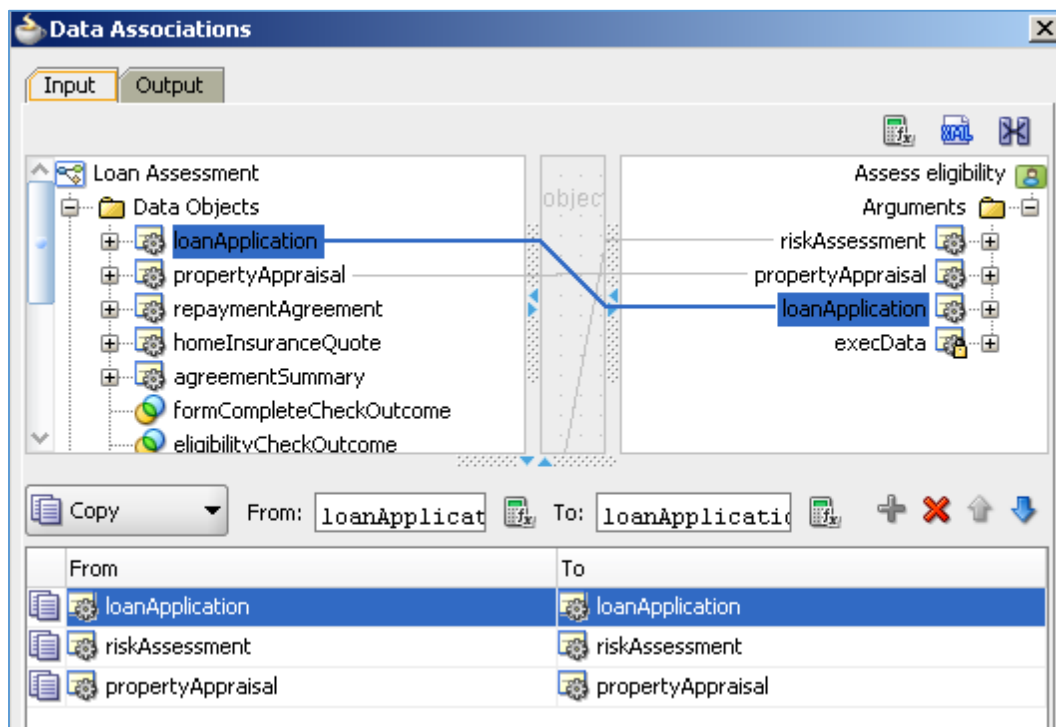 Data Associations
Input Output
Loan Assessment
Data Objects
loanApplication
propertyAppraisal
repaymentAgreement
homeInsuranceQuote
agreementSummary
formCompleteCheckOutcome
eligibilityCheckOutcome
objec
Assess eligibility
Arguments
riskAssessment
propertyAppraisal
loanApplication
execData
Copy From: loanApplicat To: loanApplicatio
From To
loanApplication loanApplication
riskAssessment riskAssessment
propertyAppraisal propertyAppraisal